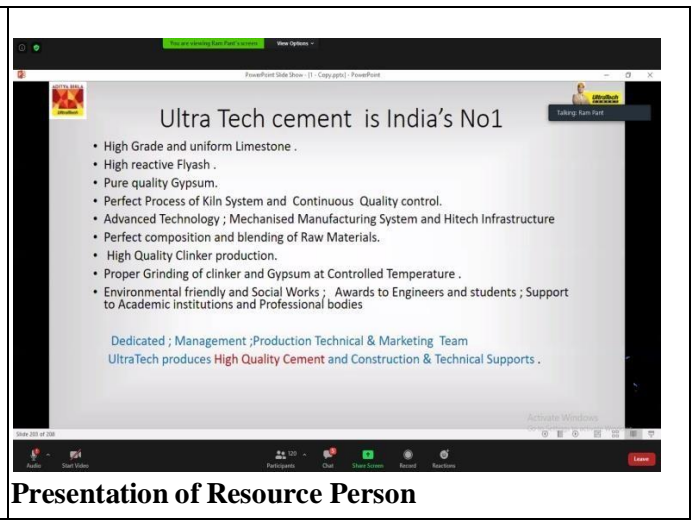 You are viewing Ram Pant's screen View Options
PowerPoint Slide Show - [1 - Copy.pptx] - PowerPoint
ADITYA BIRLA
UltraTech
UltraTech
CEMENT
Talking: Ram Pant
Ultra Tech cement is India's No1
• High Grade and uniform Limestone .
• High reactive Flyash .
• Pure quality Gypsum.
• Perfect Process of Kiln System and Continuous Quality control.
• Advanced Technology ; Mechanised Manufacturing System and Hitech Infrastructure
• Perfect composition and blending of Raw Materials.
• High Quality Clinker production.
• Proper Grinding of clinker and Gypsum at Controlled Temperature .
• Environmental friendly and Social Works ; Awards to Engineers and students ; Support
to Academic institutions and Professional bodies
Dedicated ; Management ;Production Technical & Marketing Team
UltraTech produces High Quality Cement and Construction & Technical Supports .
Activate Windows
Slide 203 of 208
Audio Start Video Participants 120 Chat Share Screen Record Reactions Leave
Presentation of Resource Person